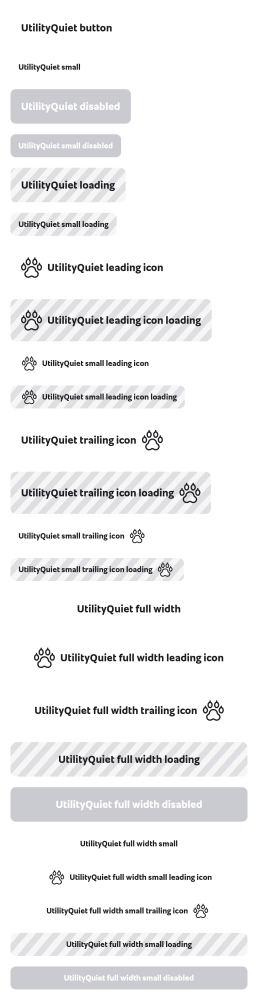 UtilityQuiet button
UtilityQuiet small
UtilityQuiet disabled
UtilityQuiet small disabled
UtilityQuiet loading
UtilityQuiet small loading
UtilityQuiet leading icon
UtilityQuiet leading icon loading
UtilityQuiet small leading icon
UtilityQuiet small leading icon loading
UtilityQuiet trailing icon
UtilityQuiet trailing icon loading
UtilityQuiet small trailing icon
UtilityQuiet small trailing icon loading
UtilityQuiet full width
UtilityQuiet full width leading icon
UtilityQuiet full width trailing icon
UtilityQuiet full width loading
UtilityQuiet full width disabled
UtilityQuiet full width small
UtilityQuiet full width small leading icon
UtilityQuiet full width small trailing icon
UtilityQuiet full width small loading
UtilityQuiet full width small disabled